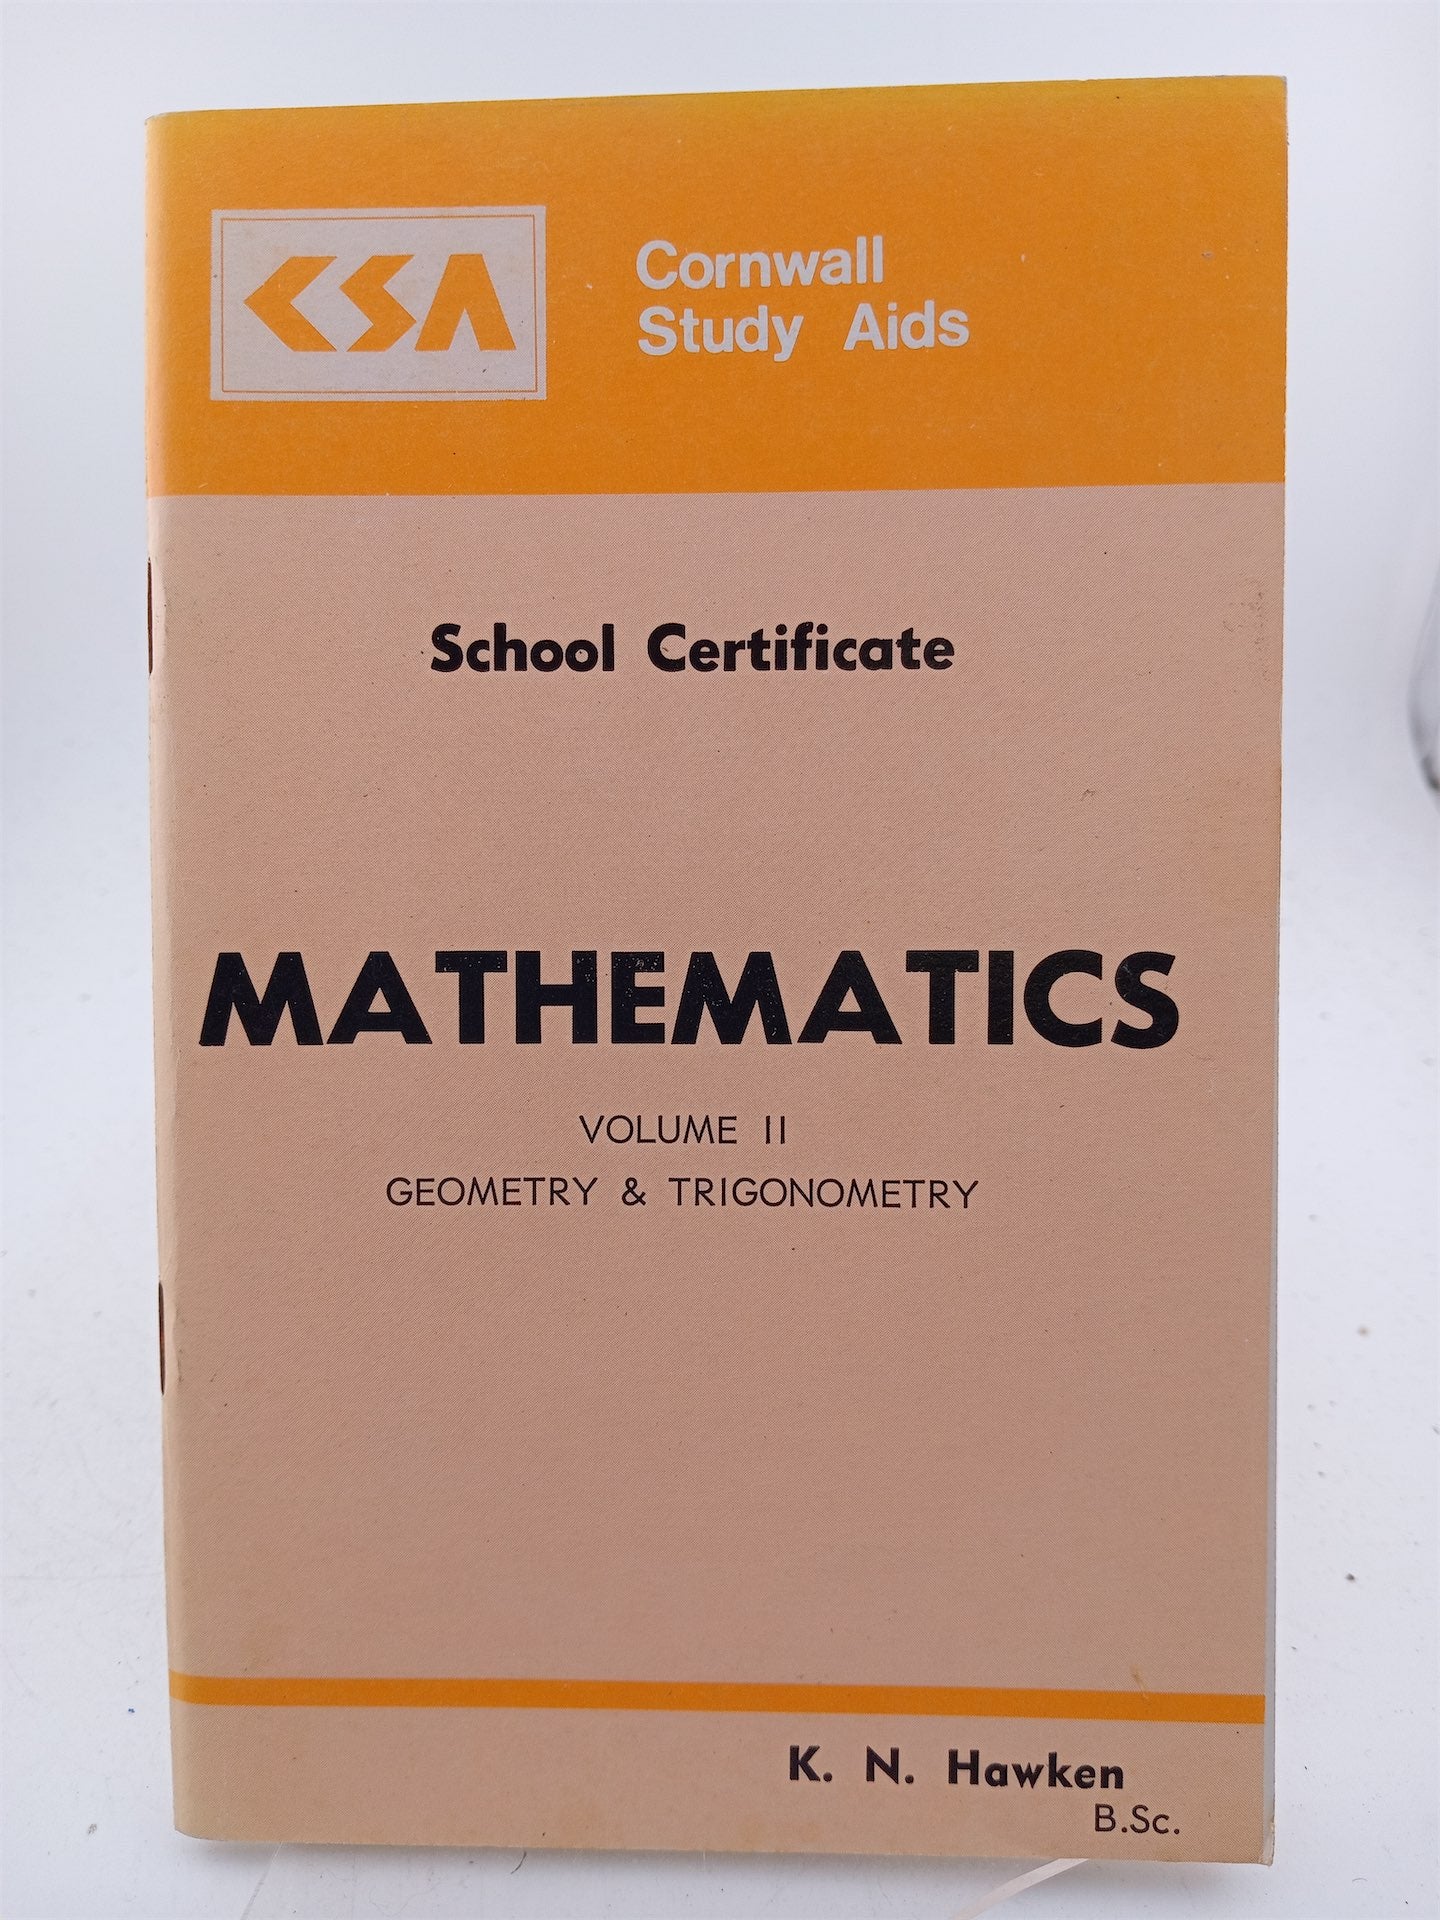 CSA
Cornwall
Study Aids
School Certificate
MATHEMATICS
VOLUME II
GEOMETRY & TRIGONOMETRY
K. N. Hawken
B.Sc.